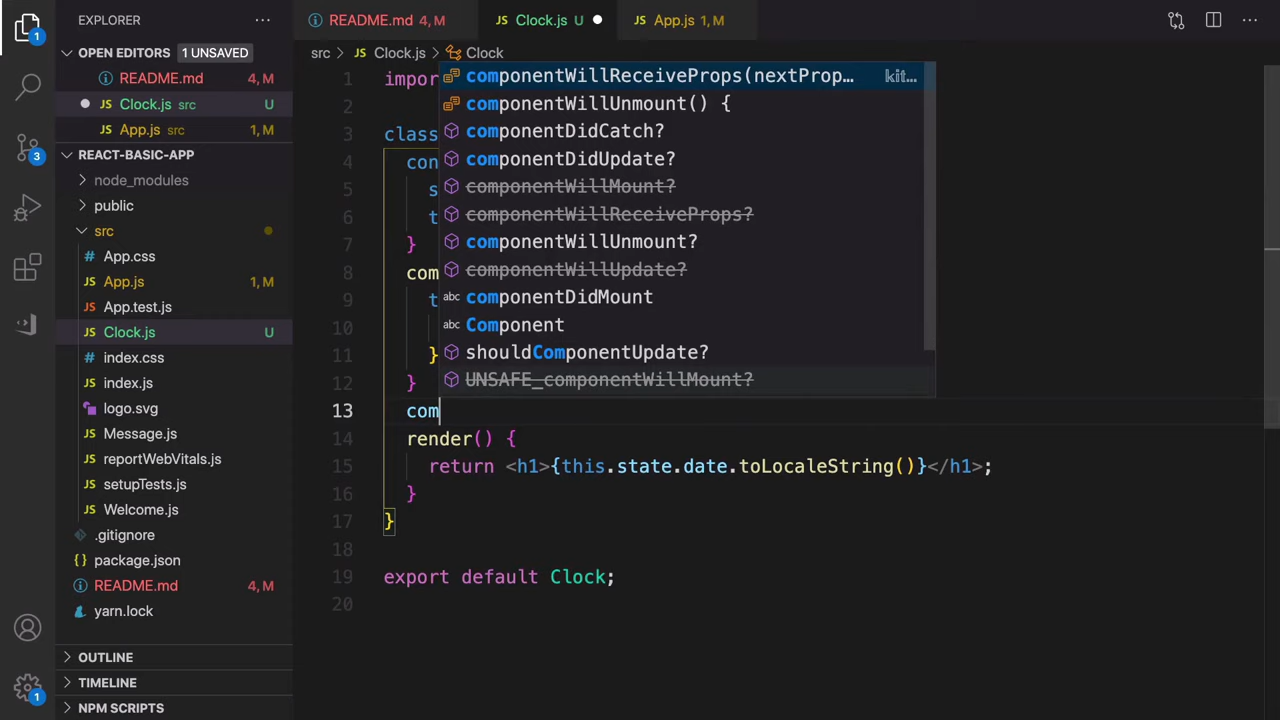 EXPLORER
README.md 4, M
Clock.js U
App.js 1, M
OPEN EDITORS 1 UNSAVED
README.md 4, M
Clock.js src U
App.js src 1, M
REACT-BASIC-APP
node_modules
public
src
App.css
App.js 1, M
App.test.js
Clock.js U
index.css
index.js
logo.svg
Message.js
reportWebVitals.js
setupTests.js
Welcome.js
.gitignore
package.json
README.md 4, M
yarn.lock
OUTLINE
TIMELINE
NPM SCRIPTS
1
3
1
src > Clock.js > Clock
1 impor
2
3 class
4 con
5 s
6 t
7 }
8 com
9 t
10
11 }
12 }
13 com
14 render() {
15 return <h1>{this.state.date.toLocaleString()}</h1>;
16 }
17 }
18
19 export default Clock;
20
componentWillReceiveProps(nextProp… kit…
componentWillUnmount() {
componentDidCatch?
componentDidUpdate?
componentWillMount?
componentWillReceiveProps?
componentWillUnmount?
componentWillUpdate?
abc componentDidMount
abc Component
shouldComponentUpdate?
UNSAFE_componentWillMount?